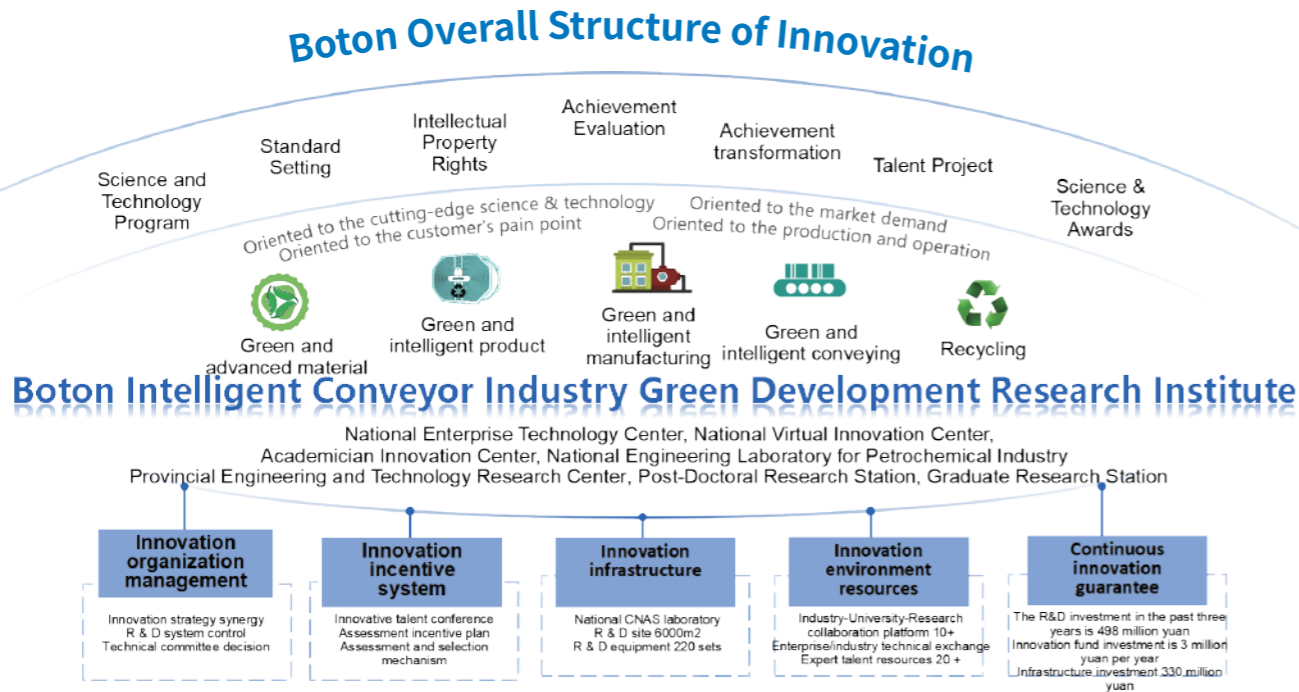 Boton Overall Structure of Innovation
Science and
Technology
Program
Standard
Setting
Intellectual
Property
Rights
Achievement
Evaluation
Achievement
transformation
Talent Project
Science &
Technology
Awards
Oriented to the cutting-edge science & technology
Oriented to the customer's pain point
Oriented to the market demand
Oriented to the production and operation
Green and
advanced material
Green and
intelligent product
Green and
intelligent
manufacturing
Green and
intelligent conveying
Recycling
Boton Intelligent Conveyor Industry Green Development Research Institute
National Enterprise Technology Center, National Virtual Innovation Center,
Academician Innovation Center, National Engineering Laboratory for Petrochemical Industry
Provincial Engineering and Technology Research Center, Post-Doctoral Research Station, Graduate Research Station
Innovation
organization
management
Innovation strategy synergy
R & D system control
Technical committee decision
Innovation
incentive
system
Innovative talent conference
Assessment incentive plan
Assessment and selection
mechanism
Innovation
infrastructure
National CNAS laboratory
R & D site 6000m2
R & D equipment 220 sets
Innovation
environment
resources
Industry-University-Research
collaboration platform 10+
Enterprise/industry technical exchange
Expert talent resources 20 +
Continuous
innovation
guarantee
The R&D investment in the past three
years is 498 million yuan
Innovation fund investment is 3 million
yuan per year
Infrastructure investment 330 million
yuan